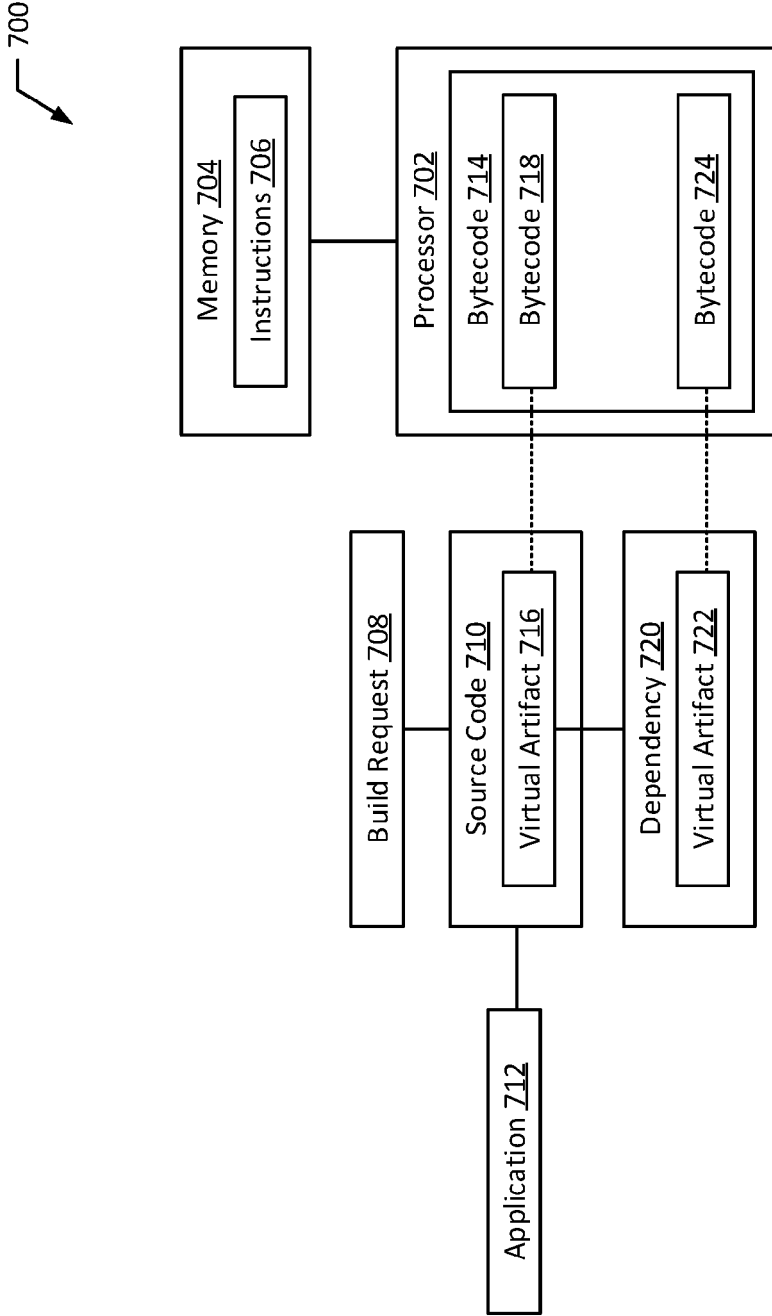 700
Memory 704
Instructions 706
Processor 702
Bytecode 714
Bytecode 718
Bytecode 724
Build Request 708
Source Code 710
Virtual Artifact 716
Dependency 720
Virtual Artifact 722
Application 712